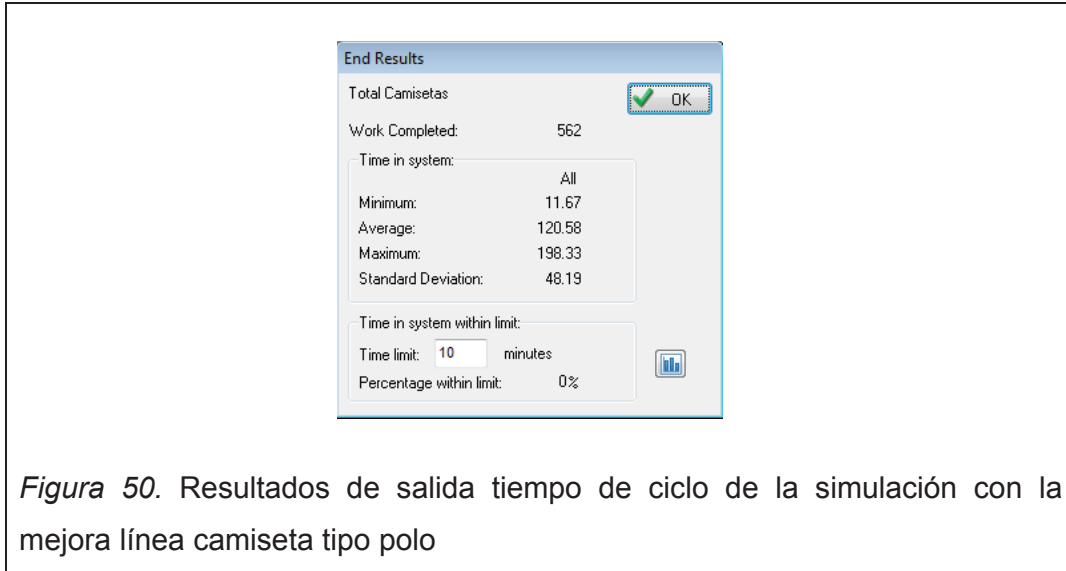 End Results
Total Camisetas
OK
Work Completed: 562
Time in system:
All
Minimum: 11.67
Average: 120.58
Maximum: 198.33
Standard Deviation: 48.19
Time in system within limit:
Time limit: 10 minutes
Percentage within limit: 0%
Figura 50. Resultados de salida tiempo de ciclo de la simulación con la
mejora línea camiseta tipo polo